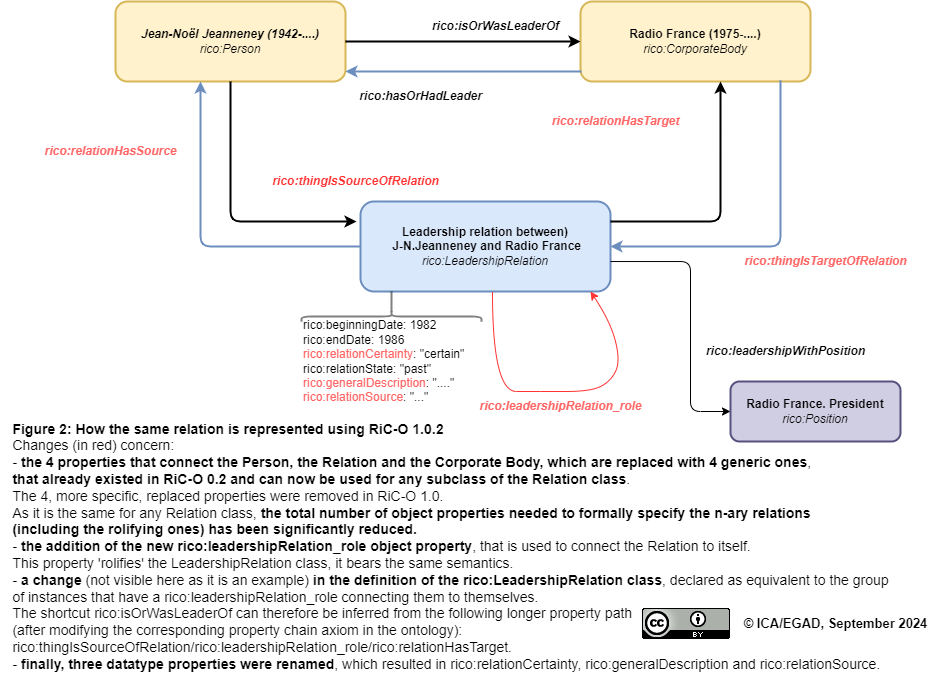 Jean-Noël Jeanneney (1942-....)
rico:Person
rico:isOrWasLeaderOf
Radio France (1975-....)
rico:CorporateBody
rico:hasOrHadLeader
rico:relationHasTarget
rico:relationHasSource
rico:thingIsSourceOfRelation
Leadership relation between)
J-N.Jeanneney and Radio France
rico:LeadershipRelation
rico:thingIsTargetOfRelation
rico:beginningDate: 1982
rico:endDate: 1986
rico:relationCertainty: "certain"
rico:relationState: "past"
rico:generalDescription: "...."
rico:relationSource: "..."
rico:leadershipWithPosition
rico:leadershipRelation_role
Radio France. President
rico:Position
Figure 2: How the same relation is represented using RiC-O 1.0.2
Changes (in red) concern:
- the 4 properties that connect the Person, the Relation and the Corporate Body, which are replaced with 4 generic ones,
that already existed in RiC-O 0.2 and can now be used for any subclass of the Relation class.
The 4, more specific, replaced properties were removed in RiC-O 1.0.
As it is the same for any Relation class, the total number of object properties needed to formally specify the n-ary relations
(including the rolifying ones) has been significantly reduced.
- the addition of the new rico:leadershipRelation_role object property, that is used to connect the Relation to itself.
This property 'rolifies' the LeadershipRelation class, it bears the same semantics.
- a change (not visible here as it is an example) in the definition of the rico:LeadershipRelation class, declared as equivalent to the group
of instances that have a rico:leadershipRelation_role connecting them to themselves.
The shortcut rico:isOrWasLeaderOf can therefore be inferred from the following longer property path
(after modifying the corresponding property chain axiom in the ontology):
rico:thingIsSourceOfRelation/rico:leadershipRelation_role/rico:relationHasTarget.
- finally, three datatype properties were renamed, which resulted in rico:relationCertainty, rico:generalDescription and rico:relationSource.
cc
BY
© ICA/EGAD, September 2024